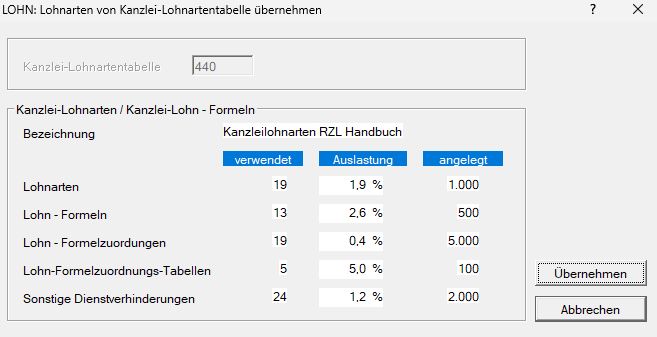 LOHN: Lohnarten von Kanzlei-Lohnartentabelle übernehmen ? ×
Kanzlei-Lohnartentabelle 440
Kanzlei-Lohnarten / Kanzlei-Lohn - Formeln
Bezeichnung Kanzleilohnarten RZL Handbuch
verwendet Auslastung angelegt
Lohnarten 19 1,9 % 1.000
Lohn - Formeln 13 2,6 % 500
Lohn - Formelzuordungen 19 0,4 % 5.000
Lohn-Formelzuordnungs-Tabellen 5 5,0 % 100
Übernehmen
Sonstige Dienstverhinderungen 24 1,2 % 2.000
Abbrechen